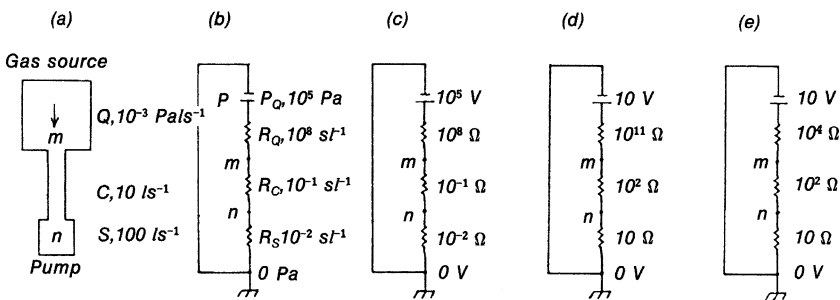 (a)
Gas source
Q, 10⁻³ Pals⁻¹
m
C, 10 ls⁻¹
n
S, 100 ls⁻¹
Pump
(b)
P
P_Q, 10⁵ Pa
R_Q, 10⁸ sl⁻¹
m
R_C, 10⁻¹ sl⁻¹
n
R_S 10⁻² sl⁻¹
0 Pa
(c)
10⁵ V
10⁸ Ω
m
10⁻¹ Ω
n
10⁻² Ω
0 V
(d)
10 V
10¹¹ Ω
m
10² Ω
n
10 Ω
0 V
(e)
10 V
10⁴ Ω
m
10² Ω
n
10 Ω
0 V